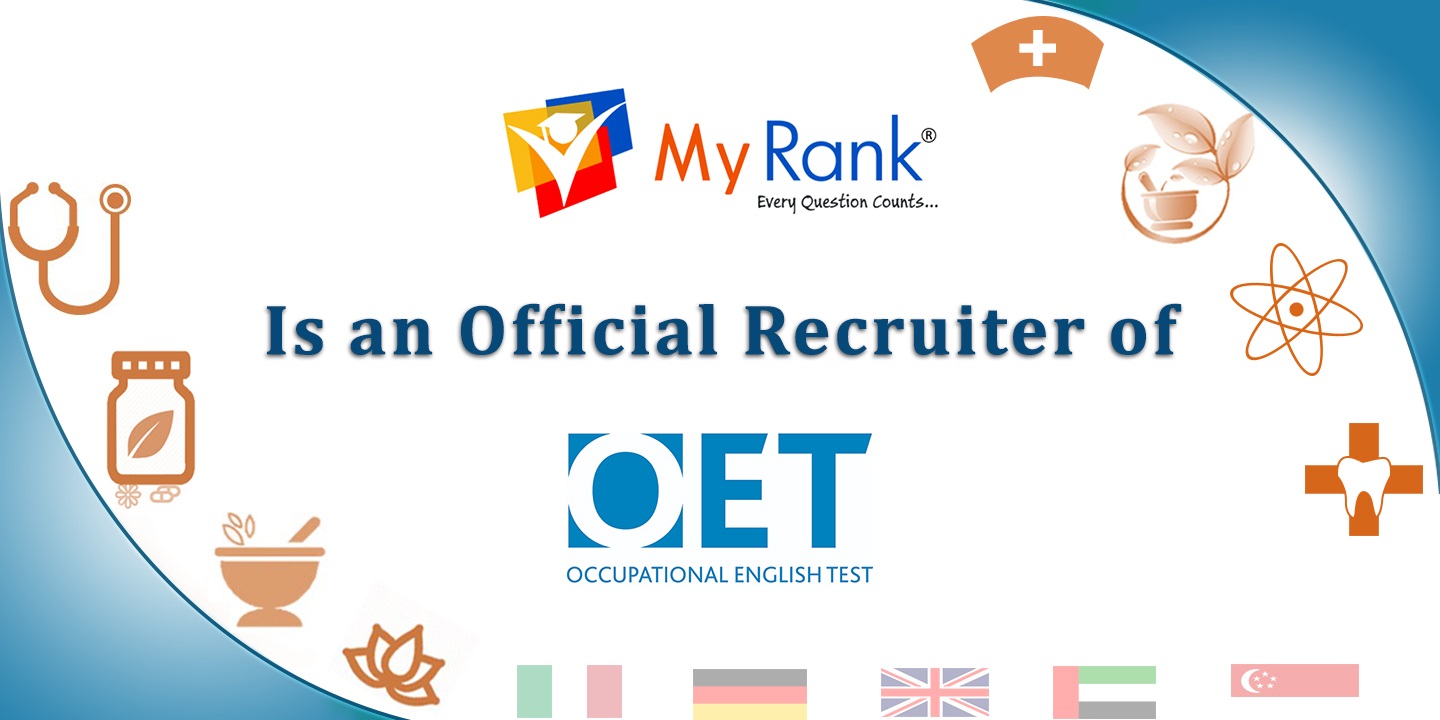 My Rank®
Every Question Counts...
Is an Official Recruiter of
OET
OCCUPATIONAL ENGLISH TEST